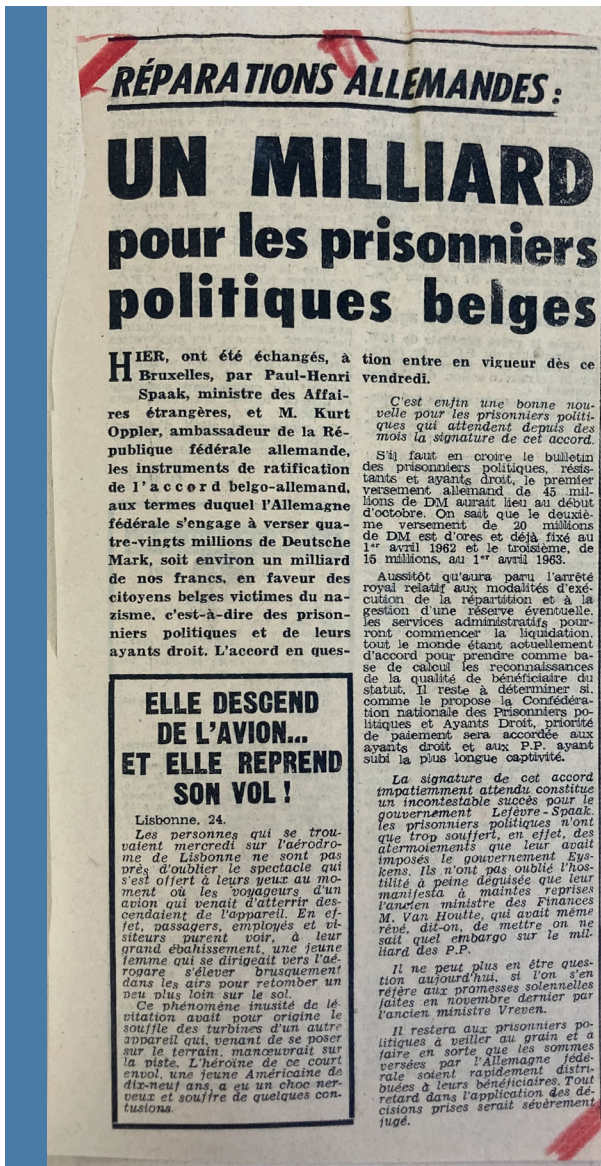 RÉPARATIONS ALLEMANDES :
UN MILLIARD
pour les prisonniers
politiques belges
HIER, ont été échangés, à
Bruxelles, par Paul-Henri
Spaak, ministre des Affai-
res étrangères, et M. Kurt
Oppler, ambassadeur de la Ré-
publique fédérale allemande,
les instruments de ratification
de l'accord belgo-allemand,
aux termes duquel l'Allemagne
fédérale s'engage à verser qua-
tre-vingts millions de Deutsche
Mark, soit environ un milliard
de nos francs, en faveur des
citoyens belges victimes du na-
zisme, c'est-à-dire des prison-
niers politiques et de leurs
ayants droit. L'accord en ques-
tion entre en vigueur dès ce
vendredi.
C'est enfin une bonne nou-
velle pour les prisonniers politi-
ques qui attendent depuis des
mois la signature de cet accord.
S'il faut en croire le bulletin
des prisonniers politiques, résis-
tants et ayants droit, le premier
versement allemand de 45 mil-
lions de DM aurait lieu au début
d'octobre. On sait que le deuxiè-
me versement de 20 millions
de DM est d'ores et déjà fixé au
1er avril 1962 et le troisième, de
15 millions, au 1er avril 1963.
Aussitôt qu'aura paru l'arrêté
royal relatif aux modalités d'exé-
cution de la répartition et à la
gestion d'une réserve éventuelle,
les services administratifs pour-
ront commencer la liquidation,
tout le monde étant actuellement
d'accord pour prendre comme ba-
se de calcul les reconnaissances
de la qualité de bénéficiaire du
statut. Il reste à déterminer si,
comme le propose la Confédéra-
tion nationale des Prisonniers po-
litiques et Ayants Droit, priorité
de paiement sera accordée aux
ayants droit et aux P.P. ayant
subi la plus longue captivité.
La signature de cet accord
impatiemment attendu constitue
un incontestable succès pour le
gouvernement Lefèvre-Spaak.
les prisonniers politiques n'ont
que trop souffert, en effet, des
atermoiements que leur avait
imposés le gouvernement Eys-
kens. Ils n'ont pas oublié l'hos-
tilité à peine déguisée que leur
manifesta à maintes reprises
l'ancien ministre des Finances
M. Van Houtte, qui avait même
rêvé, dit-on, de mettre on ne
sait quel embargo sur le mil-
liard des P.P.
Il ne peut plus en être ques-
tion aujourd'hui, si l'on s'en
réfère aux promesses solennelles
faites en novembre dernier par
l'ancien ministre Vreven.
Il restera aux prisonniers po-
litiques à veiller au grain et à
faire en sorte que les sommes
versées par l'Allemagne fédé-
rale soient rapidement distri-
buées à leurs bénéficiaires. Tout
retard dans l'application des dé-
cisions prises serait sévèrement
jugé.
ELLE DESCEND
DE L'AVION...
ET ELLE REPREND
SON VOL !
Lisbonne, 24.
Les personnes qui se trou-
vaient mercredi sur l'aérodro-
me de Lisbonne ne sont pas
près d'oublier le spectacle qui
s'est offert à leurs yeux au mo-
ment où les voyageurs d'un
avion qui venait d'atterrir des-
cendaient de l'appareil. En ef-
fet, passagers, employés et vi-
siteurs purent voir, à leur
grand ébahissement, une jeune
femme qui se dirigeait vers l'aé-
rogare s'élever brusquement
dans les airs pour retomber un
peu plus loin sur le sol.
Ce phénomène inusité de lé-
vitation avait pour origine le
souffle des turbines d'un autre
appareil qui, venant de se poser
sur le terrain, manœuvrait sur
la piste. L'héroïne de ce court
envol, une jeune Américaine de
dix-neuf ans, a eu un choc ner-
veux et souffre de quelques con-
tusions.